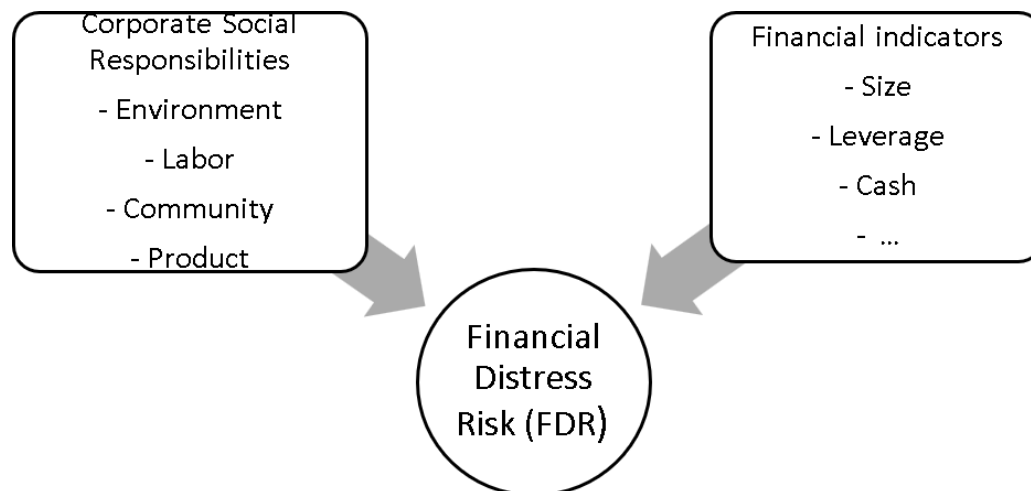 Corporate Social
Responsibilities
- Environment
- Labor
- Community
- Product
Financial indicators
- Size
- Leverage
- Cash
- ...
Financial
Distress
Risk (FDR)